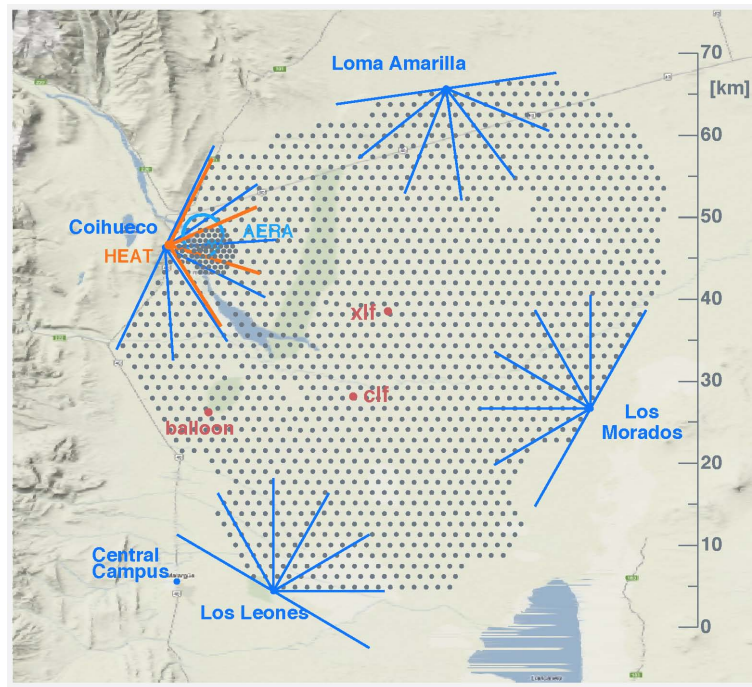 70
Loma Amarilla
[km]
60
Coihueco
AERA
50
HEAT
40
xlf
30
clf
Los
Morados
balloon
20
10
Central
Campus
Los Leones
0